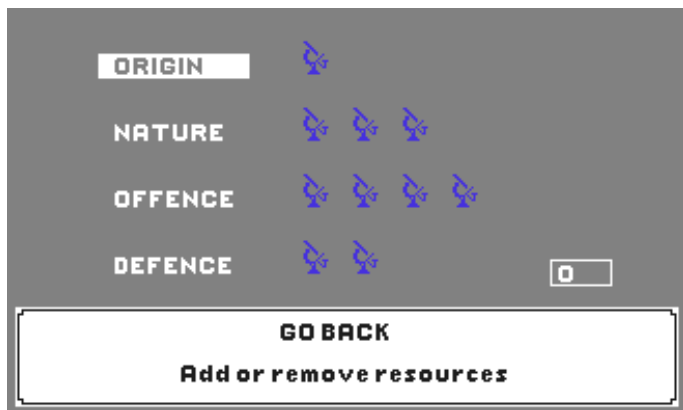 ORIGIN
NATURE
OFFENCE
DEFENCE
0
GO BACK
Add or remove resources